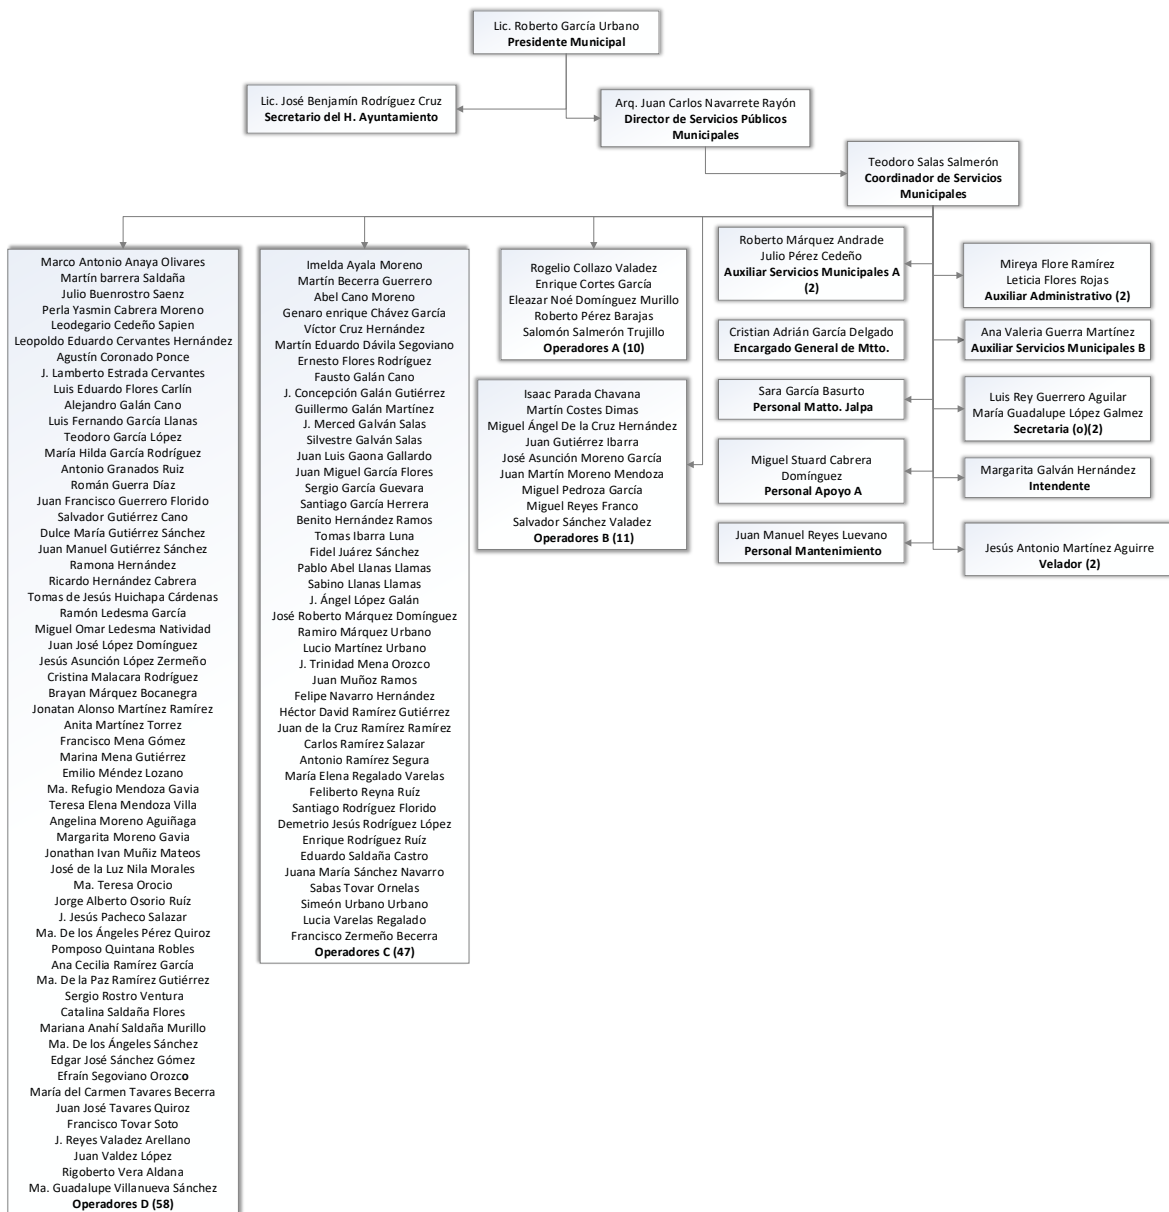 Lic. Roberto García Urbano
Presidente Municipal
Lic. José Benjamín Rodríguez Cruz
Secretario del H. Ayuntamiento
Arq. Juan Carlos Navarrete Rayón
Director de Servicios Públicos
Municipales
Teodoro Salas Salmerón
Coordinador de Servicios
Municipales
Marco Antonio Anaya Olivares
Martín barrera Saldaña
Julio Buenrostro Saenz
Perla Yasmin Cabrera Moreno
Leodegario Cedeño Sapien
Leopoldo Eduardo Cervantes Hernández
Agustín Coronado Ponce
J. Lamberto Estrada Cervantes
Luis Eduardo Flores Carlín
Alejandro Galán Cano
Luis Fernando García Llanas
Teodoro García López
María Hilda García Rodríguez
Antonio Granados Ruiz
Román Guerra Díaz
Juan Francisco Guerrero Florido
Salvador Gutiérrez Cano
Dulce María Gutiérrez Sánchez
Juan Manuel Gutiérrez Sánchez
Ramona Hernández
Ricardo Hernández Cabrera
Tomas de Jesús Huichapa Cárdenas
Ramón Ledesma García
Miguel Omar Ledesma Natividad
Juan José López Domínguez
Jesús Asunción López Zermeño
Cristina Malacara Rodríguez
Brayan Márquez Bocanegra
Jonatan Alonso Martínez Ramírez
Anita Martínez Torrez
Francisco Mena Gómez
Marina Mena Gutiérrez
Emilio Méndez Lozano
Ma. Refugio Mendoza Gavia
Teresa Elena Mendoza Villa
Angelina Moreno Aguiñaga
Margarita Moreno Gavia
Jonathan Ivan Muñiz Mateos
José de la Luz Nila Morales
Ma. Teresa Orocio
Jorge Alberto Osorio Ruíz
J. Jesús Pacheco Salazar
Ma. De los Ángeles Pérez Quiroz
Pomposo Quintana Robles
Ana Cecilia Ramírez García
Ma. De la Paz Ramírez Gutiérrez
Sergio Rostro Ventura
Catalina Saldaña Flores
Mariana Anahí Saldaña Murillo
Ma. De los Ángeles Sánchez
Edgar José Sánchez Gómez
Efraín Segoviano Orozco
María del Carmen Tavares Becerra
Juan José Tavares Quiroz
Francisco Tovar Soto
J. Reyes Valadez Arellano
Juan Valdez López
Rigoberto Vera Aldana
Ma. Guadalupe Villanueva Sánchez
Operadores D (58)
Imelda Ayala Moreno
Martín Becerra Guerrero
Abel Cano Moreno
Genaro enrique Chávez García
Víctor Cruz Hernández
Martín Eduardo Dávila Segoviano
Ernesto Flores Rodríguez
Fausto Galán Cano
J. Concepción Galán Gutiérrez
Guillermo Galán Martínez
J. Merced Galván Salas
Silvestre Galván Salas
Juan Luis Gaona Gallardo
Juan Miguel García Flores
Sergio García Guevara
Santiago García Herrera
Benito Hernández Ramos
Tomas Ibarra Luna
Fidel Juárez Sánchez
Pablo Abel Llanas Llamas
Sabino Llanas Llamas
J. Ángel López Galán
José Roberto Márquez Domínguez
Ramiro Márquez Urbano
Lucio Martínez Urbano
J. Trinidad Mena Orozco
Juan Muñoz Ramos
Felipe Navarro Hernández
Héctor David Ramírez Gutiérrez
Juan de la Cruz Ramírez Ramírez
Carlos Ramírez Salazar
Antonio Ramírez Segura
María Elena Regalado Varelas
Feliberto Reyna Ruíz
Santiago Rodríguez Florido
Demetrio Jesús Rodríguez López
Enrique Rodríguez Ruíz
Eduardo Saldaña Castro
Juana María Sánchez Navarro
Sabas Tovar Ornelas
Simeón Urbano Urbano
Lucia Varelas Regalado
Francisco Zermeño Becerra
Operadores C (47)
Rogelio Collazo Valadez
Enrique Cortes García
Eleazar Noé Domínguez Murillo
Roberto Pérez Barajas
Salomón Salmerón Trujillo
Operadores A (10)
Isaac Parada Chavana
Martín Costes Dimas
Miguel Ángel De la Cruz Hernández
Juan Gutiérrez Ibarra
José Asunción Moreno García
Juan Martín Moreno Mendoza
Miguel Pedroza García
Miguel Reyes Franco
Salvador Sánchez Valadez
Operadores B (11)
Roberto Márquez Andrade
Julio Pérez Cedeño
Auxiliar Servicios Municipales A
(2)
Cristian Adrián García Delgado
Encargado General de Mtto.
Sara García Basurto
Personal Matto. Jalpa
Miguel Stuard Cabrera
Domínguez
Personal Apoyo A
Juan Manuel Reyes Luevano
Personal Mantenimiento
Mireya Flore Ramírez
Leticia Flores Rojas
Auxiliar Administrativo (2)
Ana Valeria Guerra Martínez
Auxiliar Servicios Municipales B
Luis Rey Guerrero Aguilar
María Guadalupe López Galmez
Secretaria (o)(2)
Margarita Galván Hernández
Intendente
Jesús Antonio Martínez Aguirre
Velador (2)